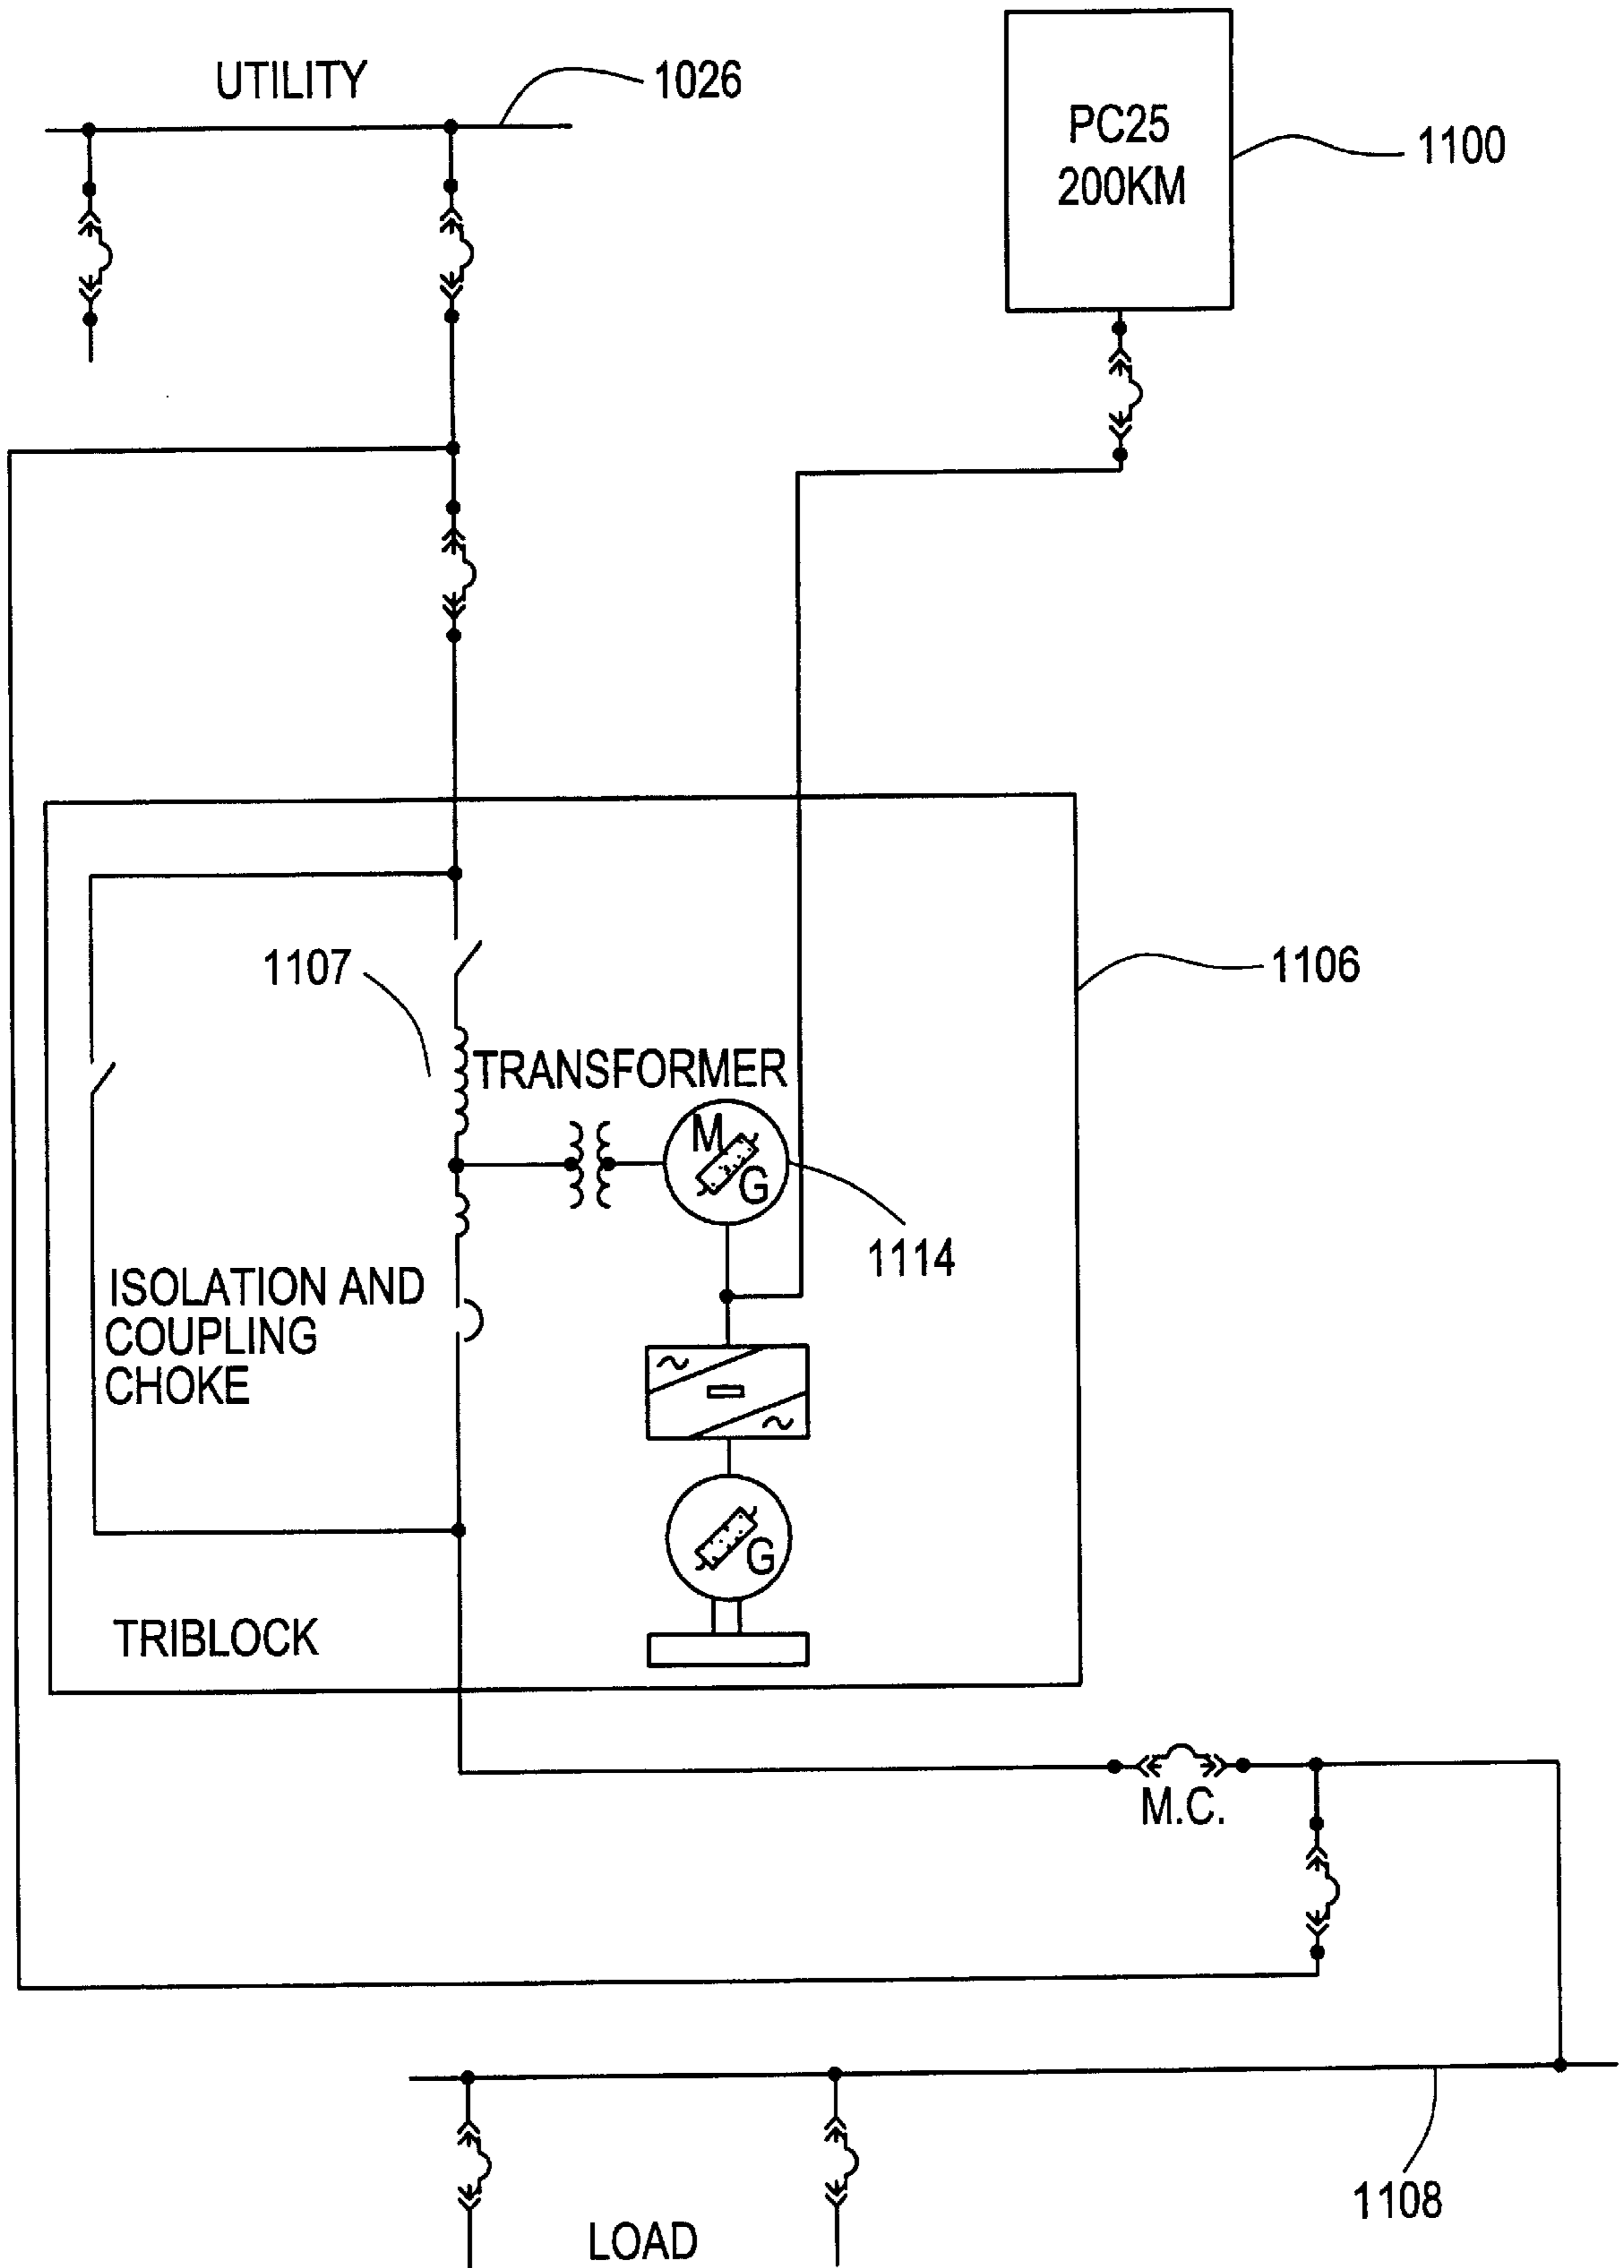 UTILITY
1026
PC25
200KM
1100
1107
1106
TRANSFORMER
M
G
1114
ISOLATION AND
COUPLING
CHOKE
G
TRIBLOCK
M.C.
1108
LOAD